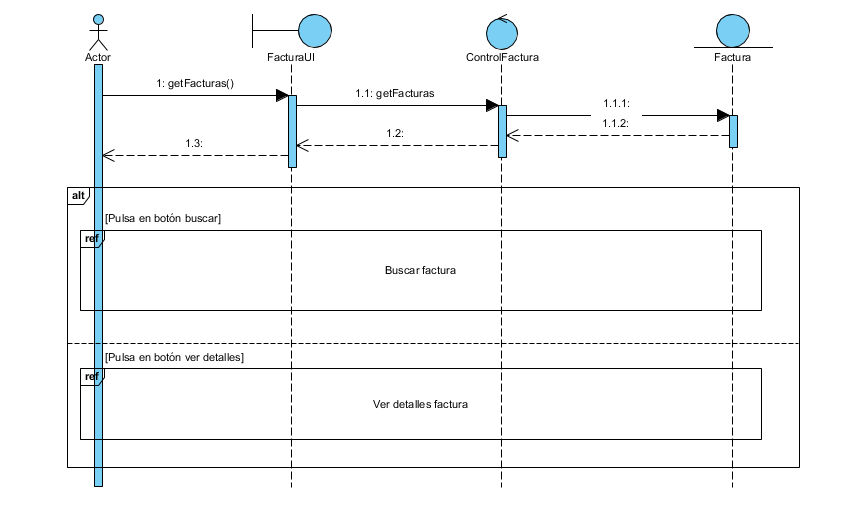 Actor
FacturaUI
ControlFactura
Factura
1: getFacturas()
1.1: getFacturas
1.1.1:
1.1.2:
1.2:
1.3:
alt
[Pulsa en botón buscar]
ref
Buscar factura
[Pulsa en botón ver detalles]
ref
Ver detalles factura